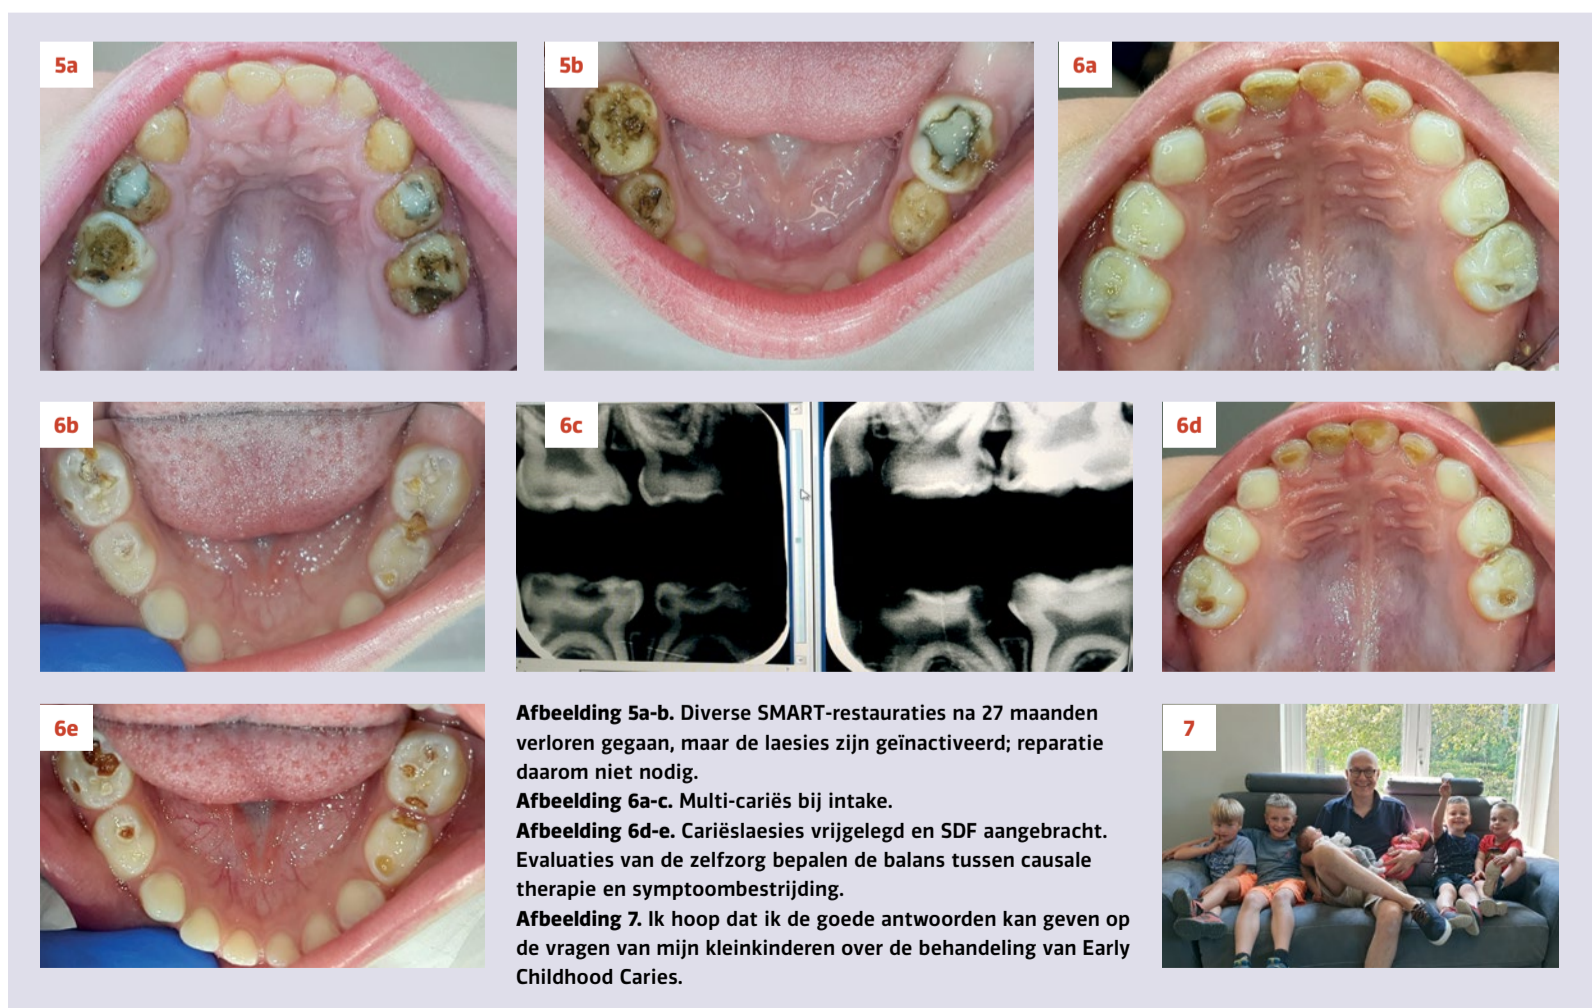 5a
5b
6a
6b
6c
6d
6e
Afbeelding 5a-b. Diverse SMART-restauraties na 27 maanden
verloren gegaan, maar de laesies zijn geïnactiveerd; reparatie
daarom niet nodig.
Afbeelding 6a-c. Multi-cariës bij intake.
Afbeelding 6d-e. Cariëslaesies vrijgelegd en SDF aangebracht.
Evaluaties van de zelfzorg bepalen de balans tussen causale
therapie en symptoombestrijding.
Afbeelding 7. Ik hoop dat ik de goede antwoorden kan geven op
de vragen van mijn kleinkinderen over de behandeling van Early
Childhood Caries.
7